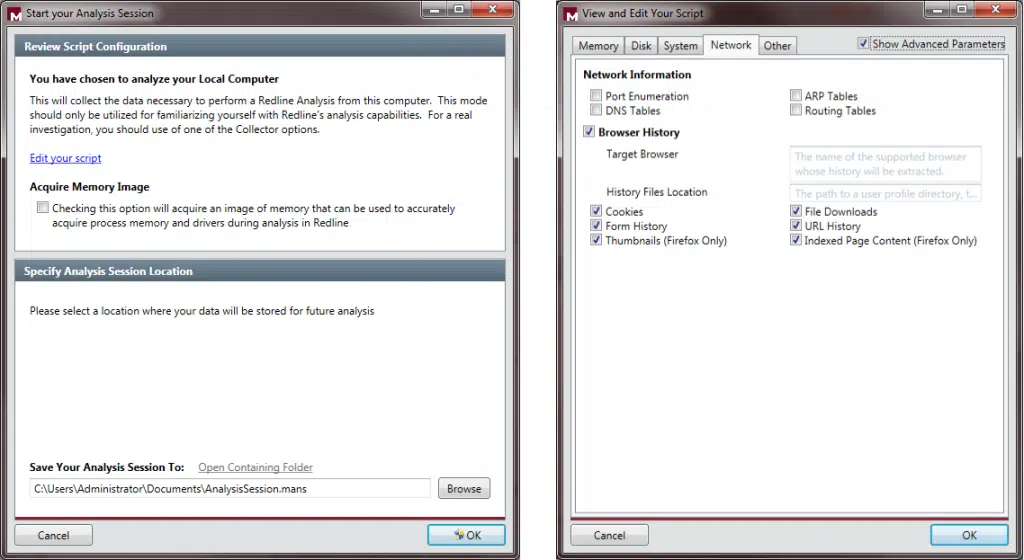 Start your Analysis Session
Review Script Configuration
You have chosen to analyze your Local Computer
This will collect the data necessary to perform a Redline Analysis from this computer. This mode
should only be utilized for familiarizing yourself with Redline's analysis capabilities. For a real
investigation, you should use of one of the Collector options.
Edit your script
Acquire Memory Image
Checking this option will acquire an image of memory that can be used to accurately
acquire process memory and drivers during analysis in Redline
Specify Analysis Session Location
Please select a location where your data will be stored for future analysis
Save Your Analysis Session To: Open Containing Folder
C:\Users\Administrator\Documents\AnalysisSession.mans
Browse
Cancel
OK
View and Edit Your Script
Memory Disk System Network Other
Show Advanced Parameters
Network Information
Port Enumeration ARP Tables
DNS Tables Routing Tables
Browser History
Target Browser
The name of the supported browser
whose history will be extracted.
History Files Location The path to a user profile directory, t...
Cookies File Downloads
Form History URL History
Thumbnails (Firefox Only) Indexed Page Content (Firefox Only)
Cancel
OK